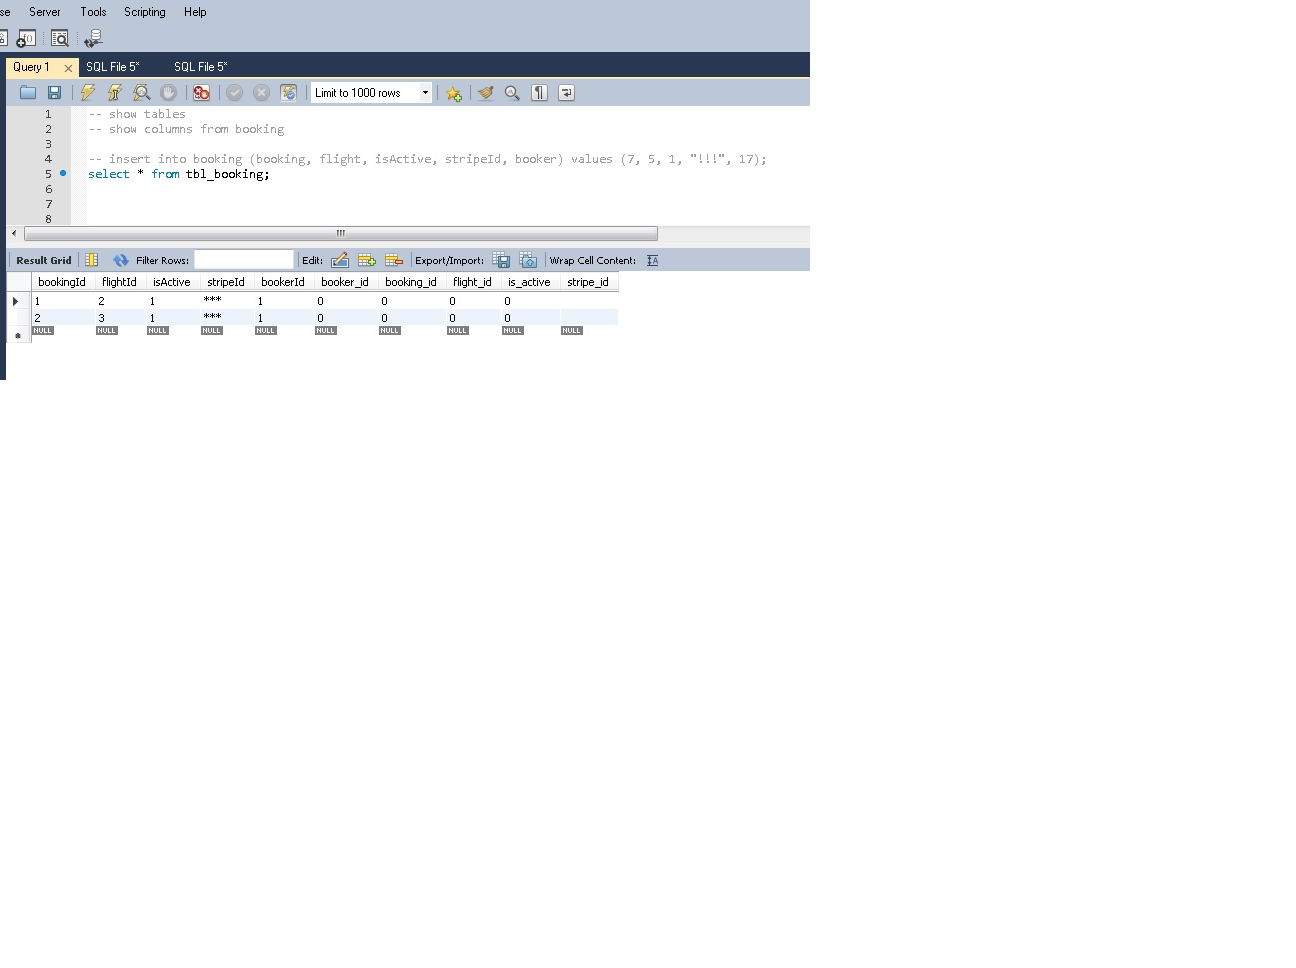 se Server Tools Scripting Help
Query 1 SQL File 5* SQL File 5*
Limit to 1000 rows
1 -- show tables
2 -- show columns from booking
3
4 -- insert into booking (booking, flight, isActive, stripeId, booker) values (7, 5, 1, "!!!", 17);
5 select * from tbl_booking;
6
7
8
Result Grid Filter Rows: Edit: Export/Import: Wrap Cell Content: IA
bookingId flightId isActive stripeId bookerId booker_id booking_id flight_id is_active stripe_id
1 2 1 *** 1 0 0 0 0
2 3 1 *** 1 0 0 0 0
NULL NULL NULL NULL NULL NULL NULL NULL NULL NULL